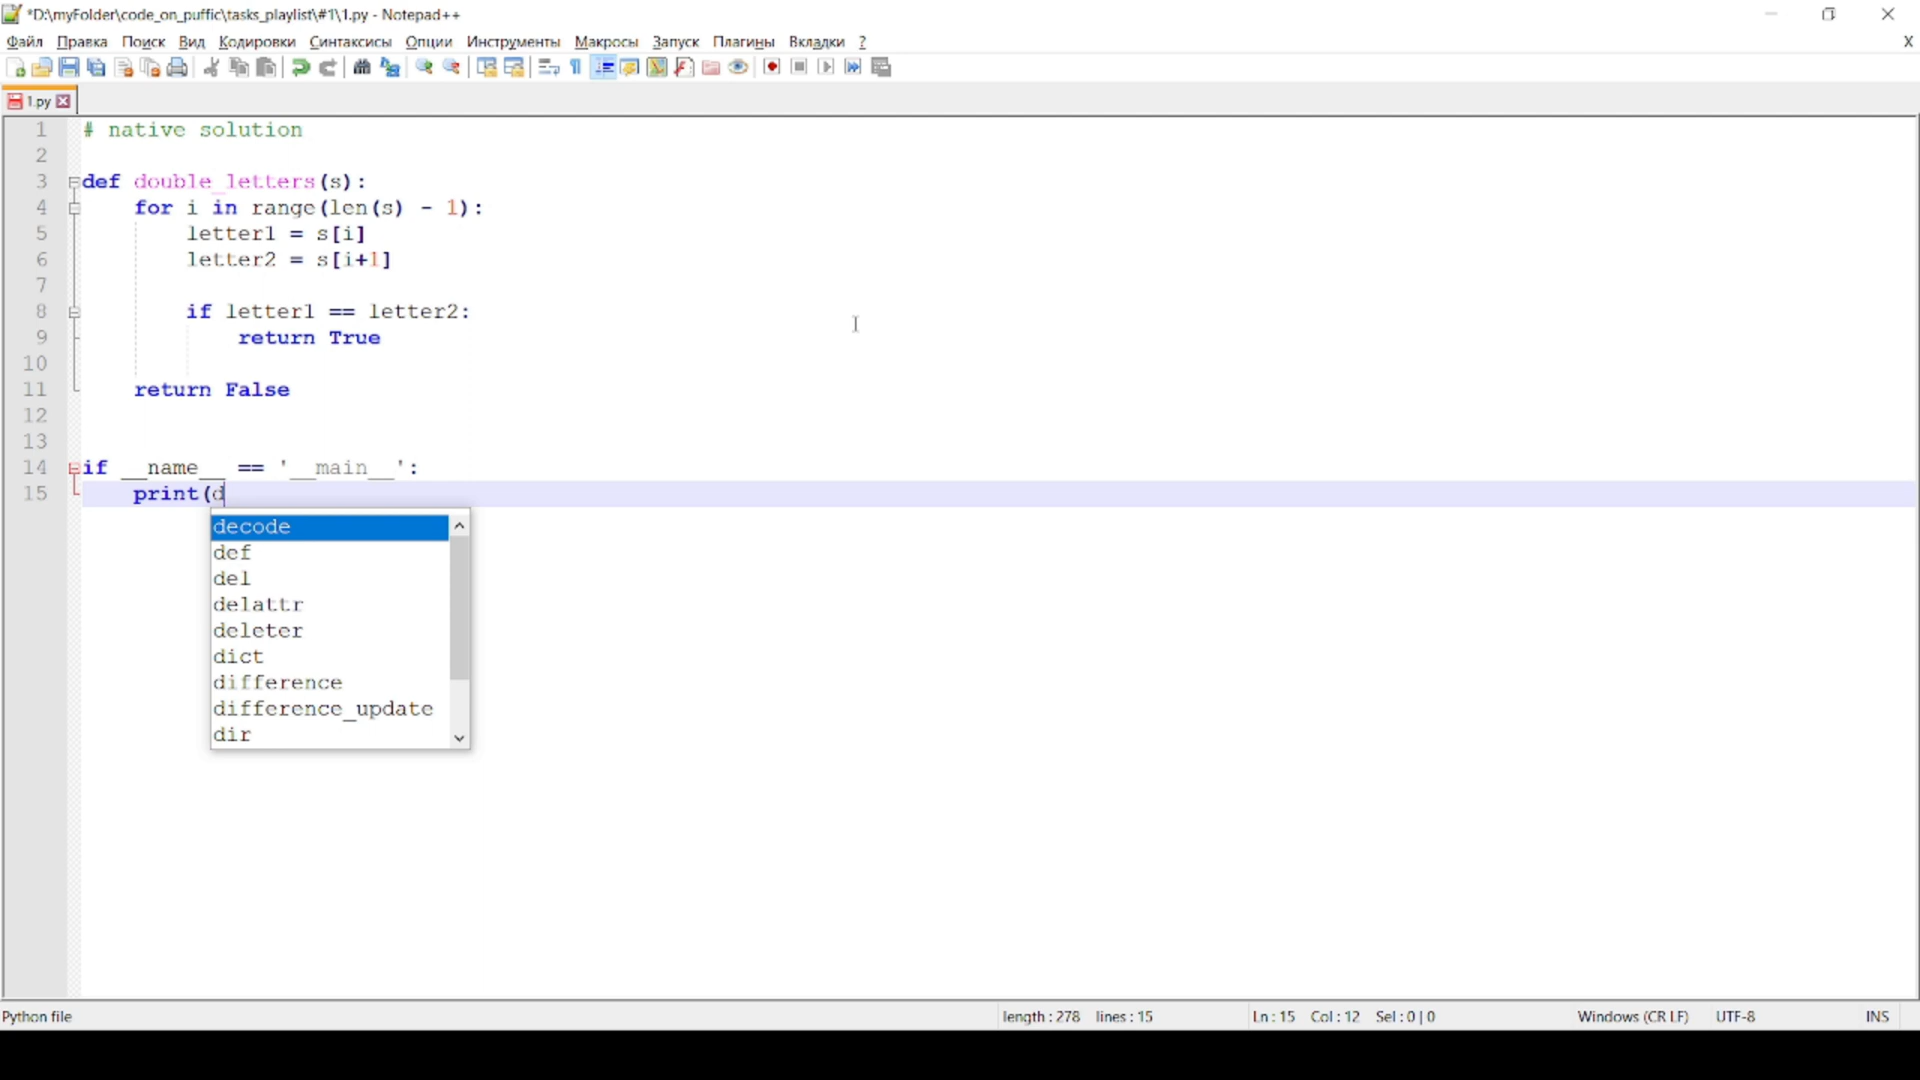 *D:\myFolder\code_on_puffic\tasks_playlist\#1\1.py - Notepad++
Файл Правка Поиск Вид Кодировки Синтаксисы Опции Инструменты Макросы Запуск Плагины Вкладки ? X
1.py
1 # native solution
2
3 def double_letters(s):
4 for i in range(len(s) - 1):
5 letter1 = s[i]
6 letter2 = s[i+1]
7
8 if letter1 == letter2:
9 return True
10
11 return False
12
13
14 if __name__ == '__main__':
15 print(d
decode
def
del
delattr
deleter
dict
difference
difference_update
dir
Python file length : 278 lines : 15 Ln : 15 Col : 12 Sel : 0 | 0 Windows (CR LF) UTF-8 INS